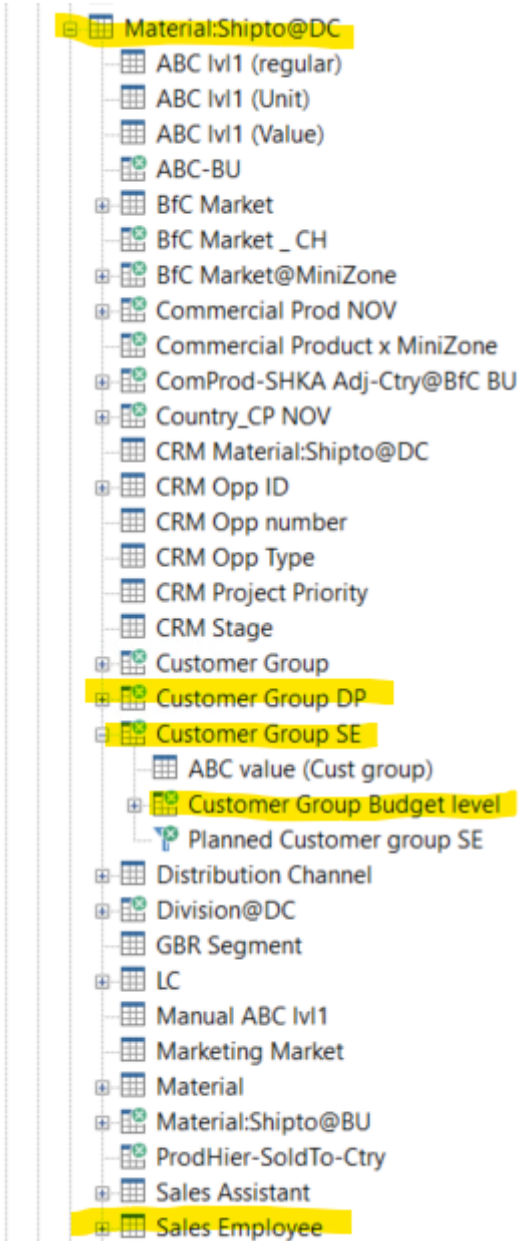 Material:Shipto@DC
ABC lvl1 (regular)
ABC lvl1 (Unit)
ABC lvl1 (Value)
ABC-BU
BfC Market
BfC Market _ CH
BfC Market@MiniZone
Commercial Prod NOV
Commercial Product x MiniZone
ComProd-SHKA Adj-Ctry@BfC BU
Country_CP NOV
CRM Material:Shipto@DC
CRM Opp ID
CRM Opp number
CRM Opp Type
CRM Project Priority
CRM Stage
Customer Group
Customer Group DP
Customer Group SE
ABC value (Cust group)
Customer Group Budget level
Planned Customer group SE
Distribution Channel
Division@DC
GBR Segment
LC
Manual ABC lvl1
Marketing Market
Material
Material:Shipto@BU
ProdHier-SoldTo-Ctry
Sales Assistant
Sales Employee